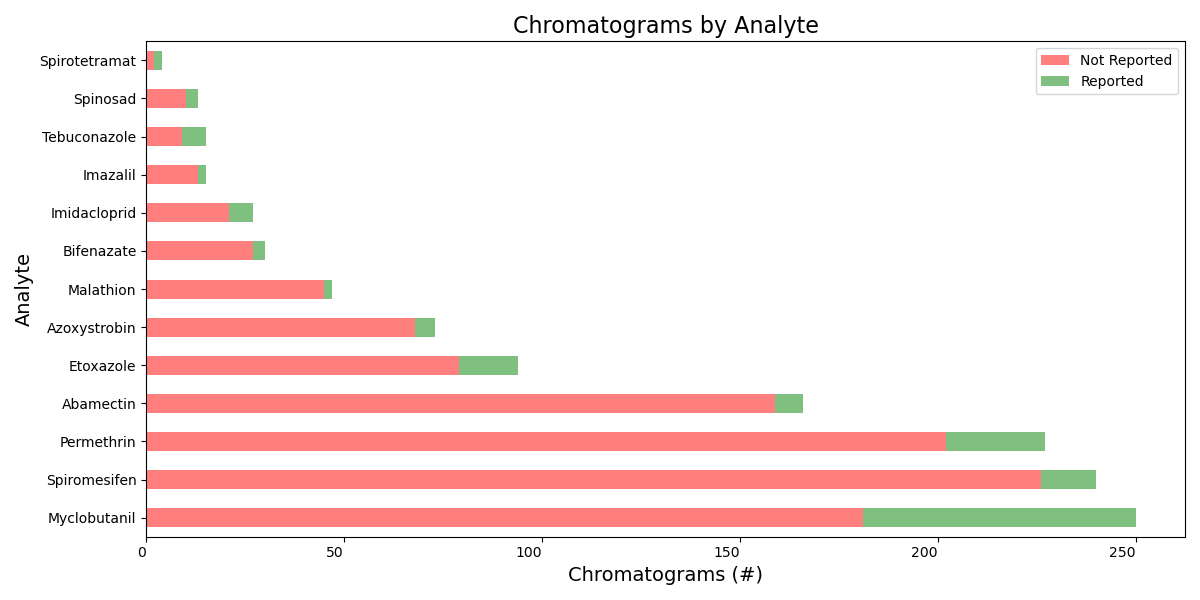 Chromatograms by Analyte
Not Reported
Reported
Analyte
Spirotetramat
Spinosad
Tebuconazole
Imazalil
Imidacloprid
Bifenazate
Malathion
Azoxystrobin
Etoxazole
Abamectin
Permethrin
Spiromesifen
Myclobutanil
0 50 100 150 200 250
Chromatograms (#)